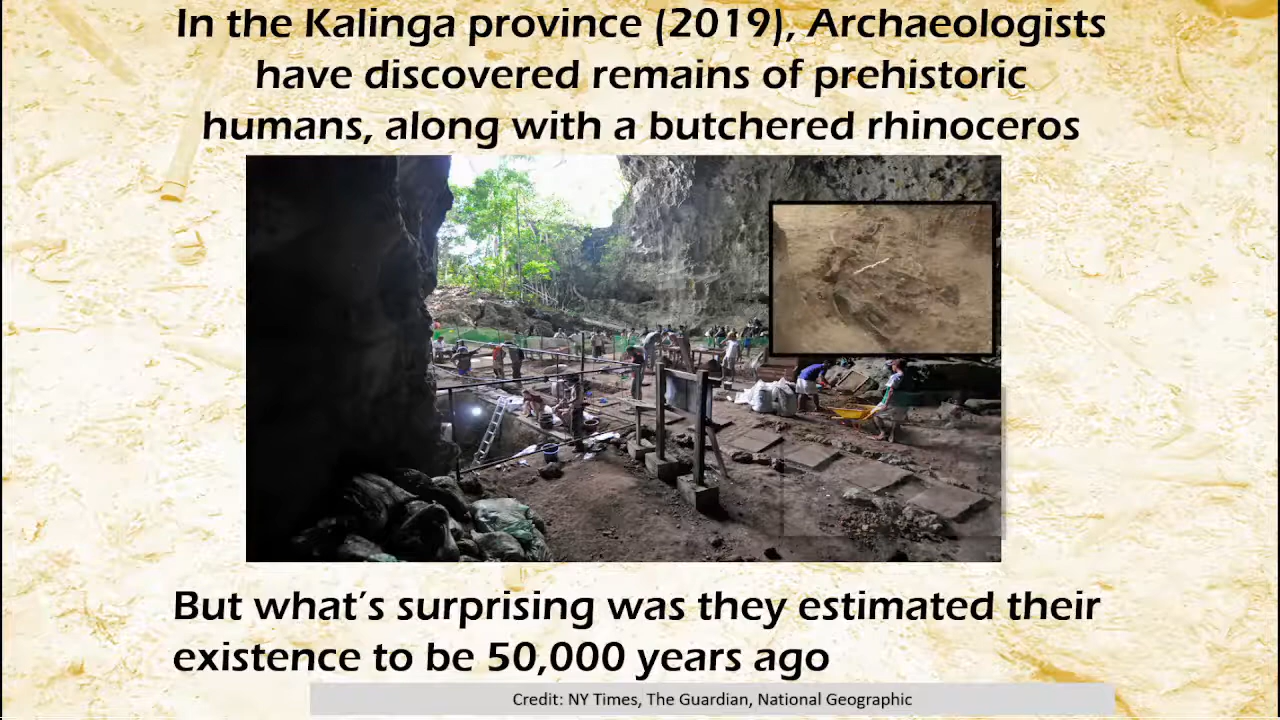 In the Kalinga province (2019), Archaeologists
have discovered remains of prehistoric
humans, along with a butchered rhinoceros
But what's surprising was they estimated their
existence to be 50,000 years ago
Credit: NY Times, The Guardian, National Geographic